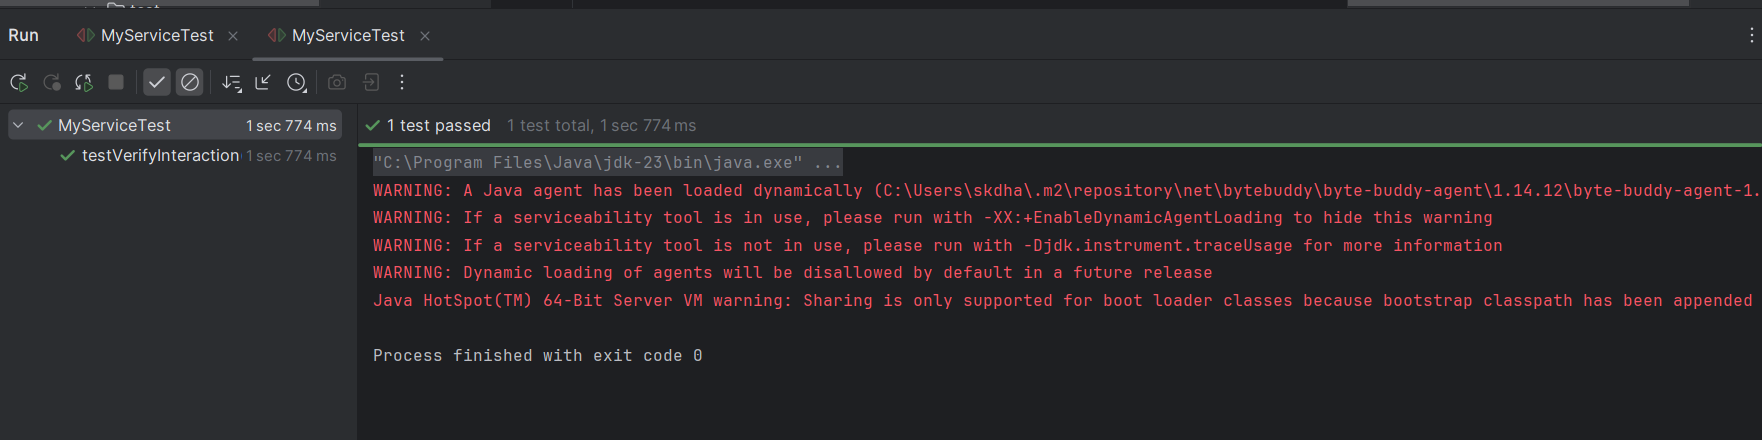 test
Run MyServiceTest MyServiceTest
MyServiceTest 1 sec 774 ms
testVerifyInteraction 1 sec 774 ms
1 test passed 1 test total, 1 sec 774 ms
"C:\Program Files\Java\jdk-23\bin\java.exe" ...
WARNING: A Java agent has been loaded dynamically (C:\Users\skdha\.m2\repository\net\bytebuddy\byte-buddy-agent\1.14.12\byte-buddy-agent-1.
WARNING: If a serviceability tool is in use, please run with -XX:+EnableDynamicAgentLoading to hide this warning
WARNING: If a serviceability tool is not in use, please run with -Djdk.instrument.traceUsage for more information
WARNING: Dynamic loading of agents will be disallowed by default in a future release
Java HotSpot(TM) 64-Bit Server VM warning: Sharing is only supported for boot loader classes because bootstrap classpath has been appended
Process finished with exit code 0